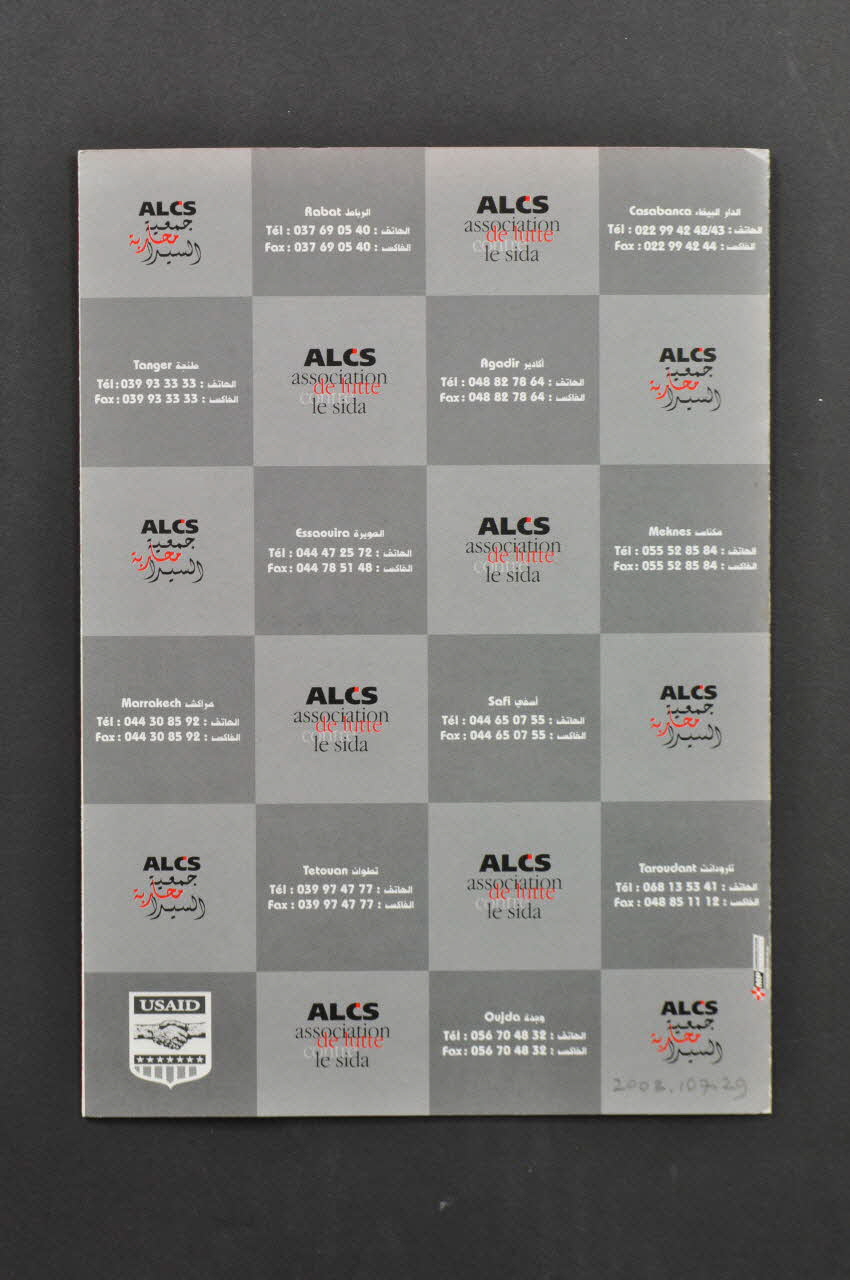 ALCS
جمعية
محاربة
السيدا
Rabat الرباط
Tél : 037 69 05 40 : الهاتف
Fax : 037 69 05 40 : الفاكس
ALCS
association
de lutte
contre
le sida
Casabanca الدار البيضاء
Tél : 022 99 42 42/43 : الهاتف
Fax : 022 99 42 44 : الفاكس
Tanger طنجة
Tél : 039 93 33 33 : الهاتف
Fax : 039 93 33 33 : الفاكس
ALCS
association
de lutte
contre
le sida
Agadir أكادير
Tél : 048 82 78 64 : الهاتف
Fax : 048 82 78 64 : الفاكس
ALCS
جمعية
محاربة
السيدا
ALCS
جمعية
محاربة
السيدا
Essaouira الصويرة
Tél : 044 47 25 72 : الهاتف
Fax : 044 78 51 48 : الفاكس
ALCS
association
de lutte
contre
le sida
Meknes مكناس
Tél : 055 52 85 84 : الهاتف
Fax : 055 52 85 84 : الفاكس
Marrakech مراكش
Tél : 044 30 85 92 : الهاتف
Fax : 044 30 85 92 : الفاكس
ALCS
association
de lutte
contre
le sida
Safi أسفي
Tél : 044 65 07 55 : الهاتف
Fax : 044 65 07 55 : الفاكس
ALCS
جمعية
محاربة
السيدا
ALCS
جمعية
محاربة
السيدا
Tetouan تطوان
Tél : 039 97 47 77 : الهاتف
Fax : 039 97 47 77 : الفاكس
ALCS
association
de lutte
contre
le sida
Taroudant تارودانت
Tél : 068 13 53 41 : الهاتف
Fax : 048 85 11 12 : الفاكس
USAID
ALCS
association
de lutte
contre
le sida
Oujda وجدة
Tél : 056 70 48 32 : الهاتف
Fax : 056 70 48 32 : الفاكس
ALCS
جمعية
محاربة
السيدا
2008.107.29